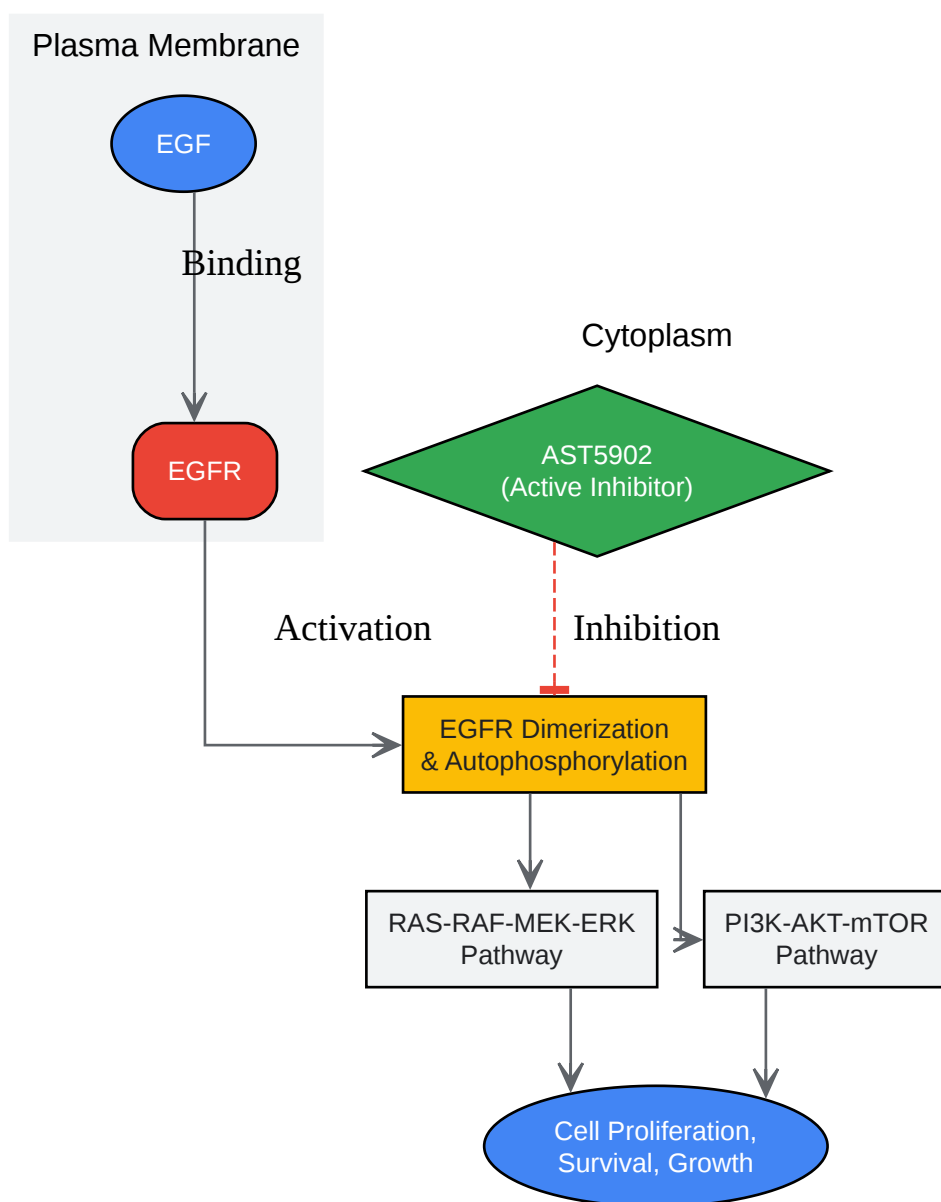 Plasma Membrane
EGF
Binding
Cytoplasm
EGFR
AST5902
(Active Inhibitor)
Activation
Inhibition
EGFR Dimerization
& Autophosphorylation
RAS-RAF-MEK-ERK
Pathway
PI3K-AKT-mTOR
Pathway
Cell Proliferation,
Survival, Growth